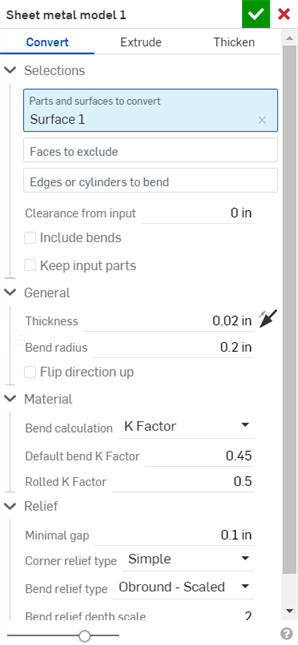 Sheet metal model 1
Convert Extrude Thicken
Selections
Parts and surfaces to convert
Surface 1
Faces to exclude
Edges or cylinders to bend
Clearance from input 0 in
Include bends
Keep input parts
General
Thickness 0.02 in
Bend radius 0.2 in
Flip direction up
Material
Bend calculation K Factor
Default bend K Factor 0.45
Rolled K Factor 0.5
Relief
Minimal gap 0.1 in
Corner relief type Simple
Bend relief type Obround - Scaled
Bend relief depth scale 2